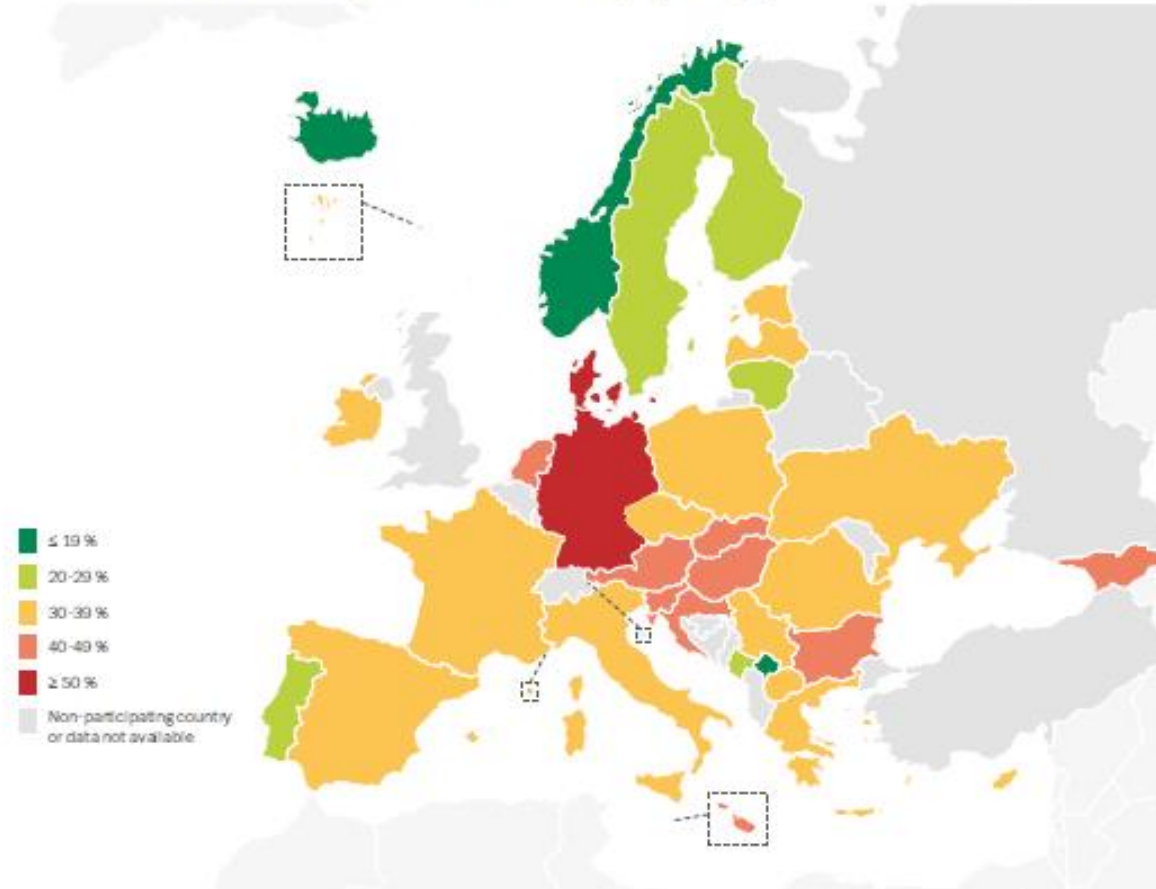 ≤ 19 %
20-29 %
30-39 %
40-49 %
≥ 50 %
Non-participating country
or data not available